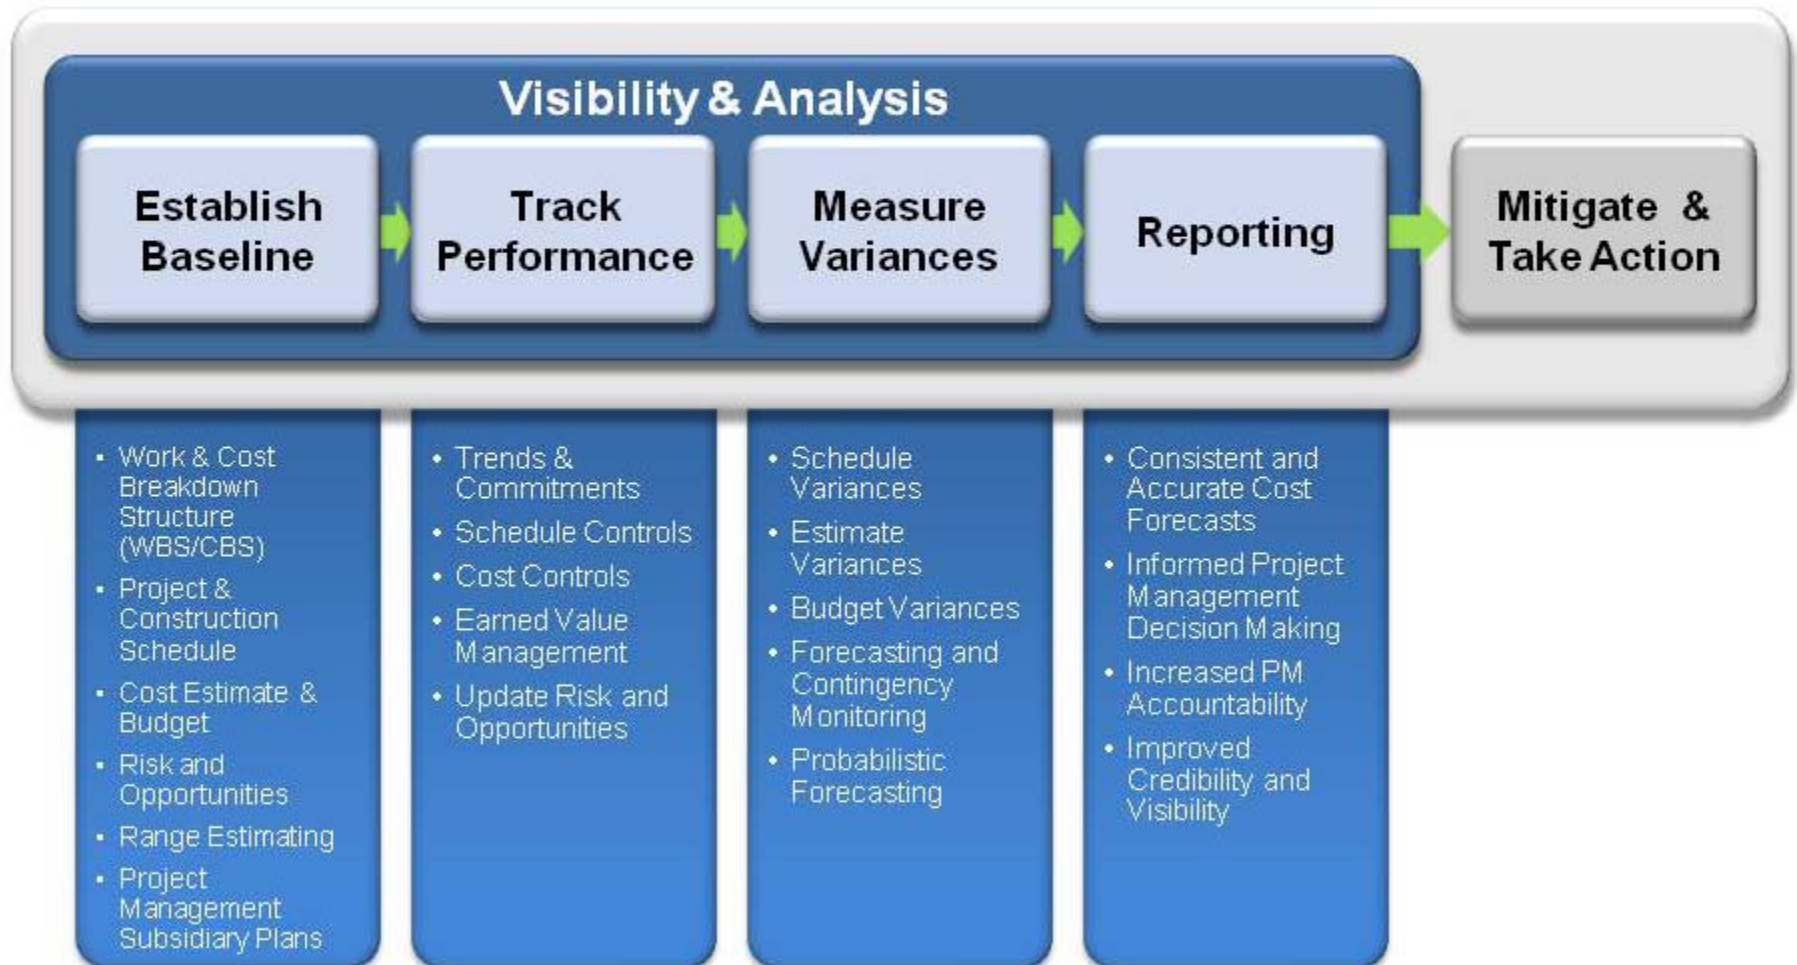 Visibility & Analysis
Establish
Baseline
Track
Performance
Measure
Variances
Reporting
Mitigate &
Take Action
• Work & Cost
Breakdown
Structure
(WBS/CBS)
• Project &
Construction
Schedule
• Cost Estimate &
Budget
• Risk and
Opportunities
• Range Estimating
• Project
Management
Subsidiary Plans
• Trends &
Commitments
• Schedule Controls
• Cost Controls
• Earned Value
Management
• Update Risk and
Opportunities
• Schedule
Variances
• Estimate
Variances
• Budget Variances
• Forecasting and
Contingency
Monitoring
• Probabilistic
Forecasting
• Consistent and
Accurate Cost
Forecasts
• Informed Project
Management
Decision Making
• Increased PM
Accountability
• Improved
Credibility and
Visibility